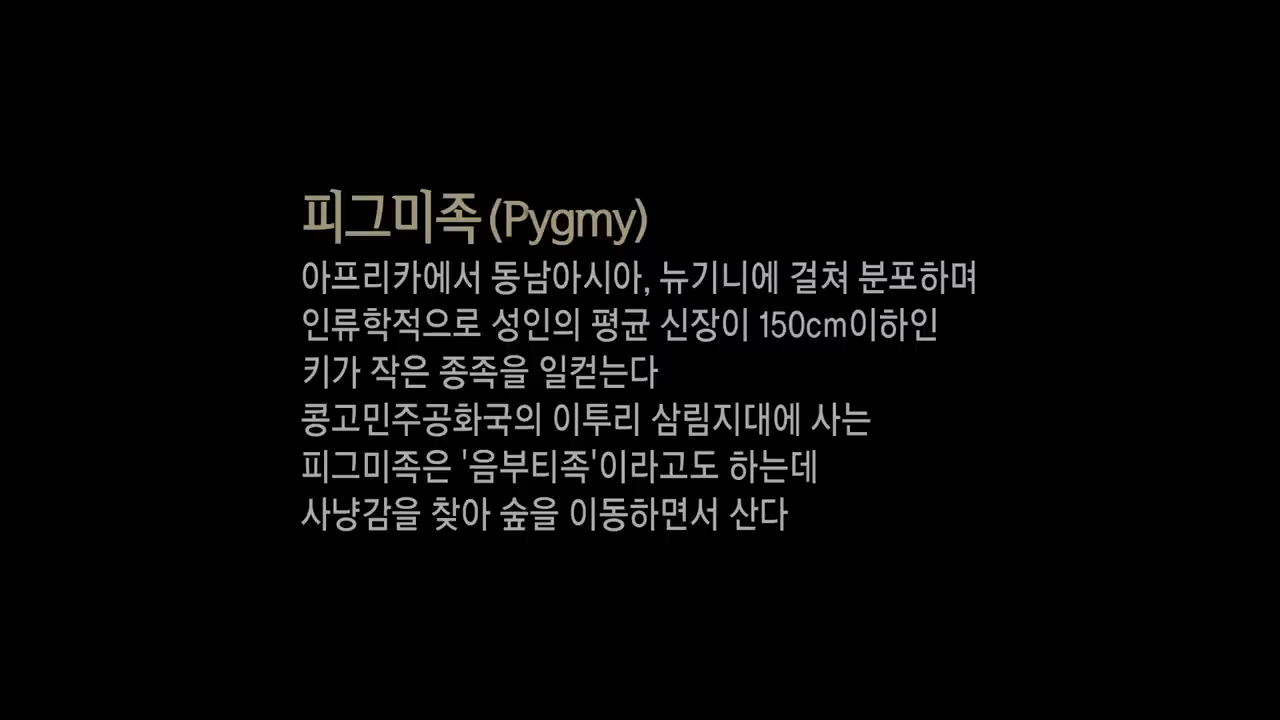 피그미족 (Pygmy)
아프리카에서 동남아시아, 뉴기니에 걸쳐 분포하며
인류학적으로 성인의 평균 신장이 150cm이하인
키가 작은 종족을 일컫는다
콩고민주공화국의 이투리 삼림지대에 사는
피그미족은 '음부티족'이라고도 하는데
사냥감을 찾아 숲을 이동하면서 산다